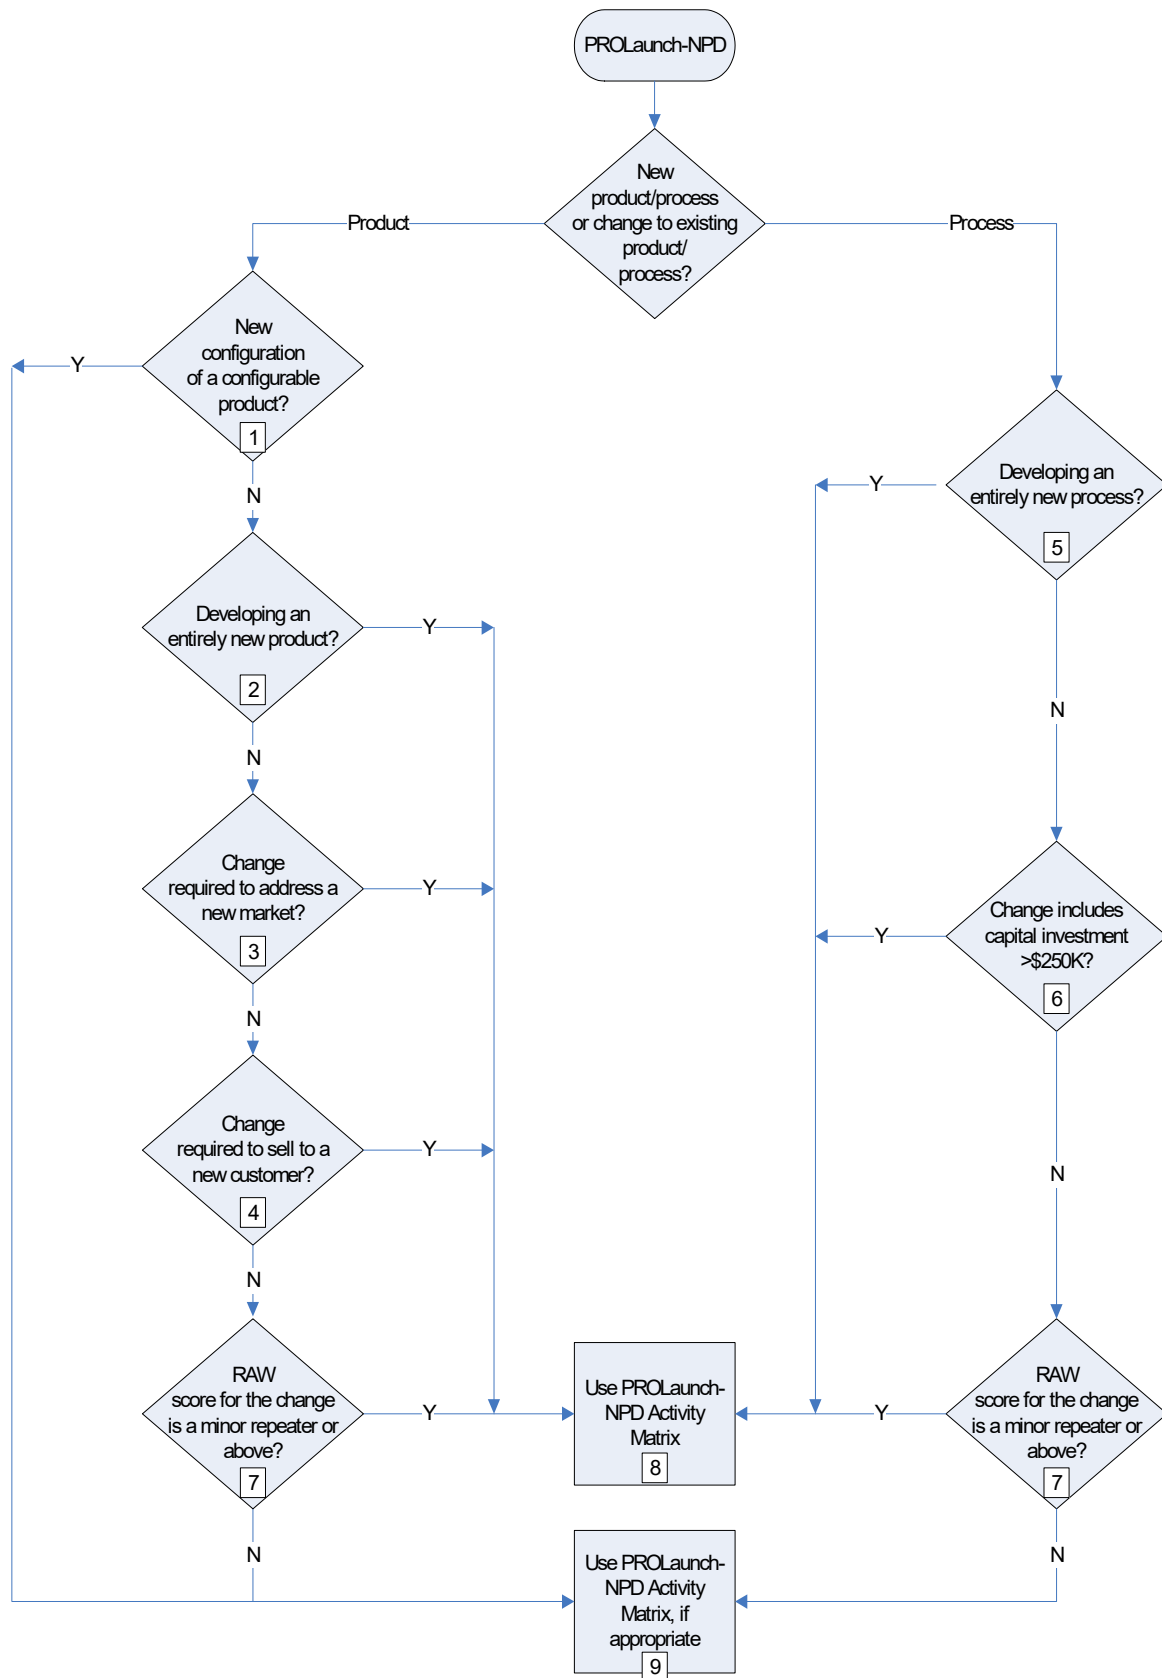 PROLaunch-NPD
New
product/process
or change to existing
product/
process?
Product
Process
New
configuration
of a configurable
product?
1
Y
N
Developing an
entirely new process?
5
Y
N
Developing an
entirely new product?
2
Y
N
Change
required to address a
new market?
3
Y
N
Change includes
capital investment
>$250K?
6
Y
N
Change
required to sell to a
new customer?
4
Y
N
RAW
score for the change
is a minor repeater or
above?
7
Y
N
Use PROLaunch-
NPD Activity
Matrix
8
RAW
score for the change
is a minor repeater or
above?
7
Y
N
Use PROLaunch-
NPD Activity
Matrix, if
appropriate
9